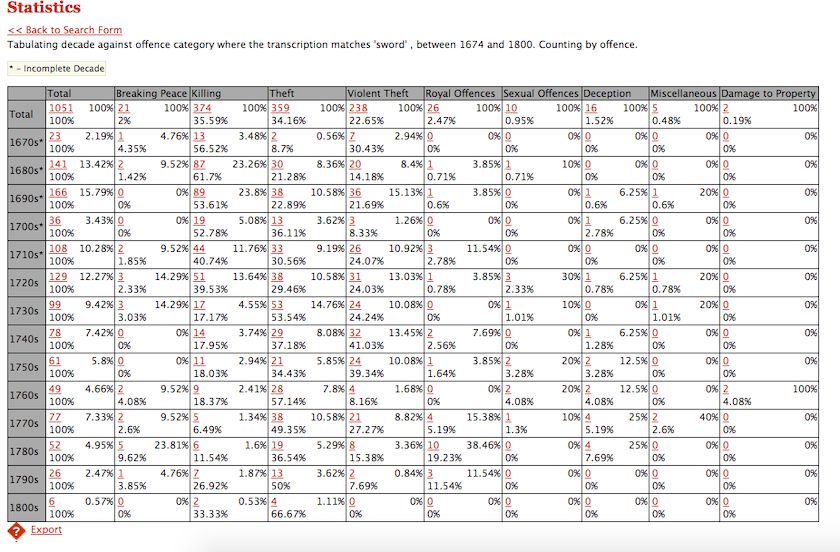 Statistics
<< Back to Search Form
Tabulating decade against offence category where the transcription matches 'sword' , between 1674 and 1800. Counting by offence.
* - Incomplete Decade
Total Breaking Peace Killing Theft Violent Theft Royal Offences Sexual Offences Deception Miscellaneous Damage to Property
Total 1051 100% 21 100% 374 100% 359 100% 238 100% 26 100% 10 100% 16 100% 5 100% 2 100%
100% 2% 35.59% 34.16% 22.65% 2.47% 0.95% 1.52% 0.48% 0.19%
1670s* 23 2.19% 1 4.76% 13 3.48% 2 0.56% 7 2.94% 0 0% 0 0% 0 0% 0 0% 0 0%
100% 4.35% 56.52% 8.7% 30.43% 0% 0% 0% 0% 0%
1680s* 141 13.42% 2 9.52% 87 23.26% 30 8.36% 20 8.4% 1 3.85% 1 10% 0 0% 0 0% 0 0%
100% 1.42% 61.7% 21.28% 14.18% 0.71% 0.71% 0% 0% 0%
1690s* 166 15.79% 0 0% 89 23.8% 38 10.58% 36 15.13% 1 3.85% 0 0% 1 6.25% 1 20% 0 0%
100% 0% 53.61% 22.89% 21.69% 0.6% 0% 0.6% 0.6% 0%
1700s* 36 3.43% 0 0% 19 5.08% 13 3.62% 3 1.26% 0 0% 0 0% 1 6.25% 0 0% 0 0%
100% 0% 52.78% 36.11% 8.33% 0% 0% 2.78% 0% 0%
1710s* 108 10.28% 2 9.52% 44 11.76% 33 9.19% 26 10.92% 3 11.54% 0 0% 0 0% 0 0% 0 0%
100% 1.85% 40.74% 30.56% 24.07% 2.78% 0% 0% 0% 0%
1720s 129 12.27% 3 14.29% 51 13.64% 38 10.58% 31 13.03% 1 3.85% 3 30% 1 6.25% 1 20% 0 0%
100% 2.33% 39.53% 29.46% 24.03% 0.78% 2.33% 0.78% 0.78% 0%
1730s 99 9.42% 3 14.29% 17 4.55% 53 14.76% 24 10.08% 0 0% 1 10% 0 0% 1 20% 0 0%
100% 3.03% 17.17% 53.54% 24.24% 0% 1.01% 0% 1.01% 0%
1740s 78 7.42% 0 0% 14 3.74% 29 8.08% 32 13.45% 2 7.69% 0 0% 1 6.25% 0 0% 0 0%
100% 0% 17.95% 37.18% 41.03% 2.56% 0% 1.28% 0% 0%
1750s 61 5.8% 0 0% 11 2.94% 21 5.85% 24 10.08% 1 3.85% 2 20% 2 12.5% 0 0% 0 0%
100% 0% 18.03% 34.43% 39.34% 1.64% 3.28% 3.28% 0% 0%
1760s 49 4.66% 2 9.52% 9 2.41% 28 7.8% 4 1.68% 0 0% 2 20% 2 12.5% 0 0% 2 100%
100% 4.08% 18.37% 57.14% 8.16% 0% 4.08% 4.08% 0% 4.08%
1770s 77 7.33% 2 9.52% 5 1.34% 38 10.58% 21 8.82% 4 15.38% 1 10% 4 25% 2 40% 0 0%
100% 2.6% 6.49% 49.35% 27.27% 5.19% 1.3% 5.19% 2.6% 0%
1780s 52 4.95% 5 23.81% 6 1.6% 19 5.29% 8 3.36% 10 38.46% 0 0% 4 25% 0 0% 0 0%
100% 9.62% 11.54% 36.54% 15.38% 19.23% 0% 7.69% 0% 0%
1790s 26 2.47% 1 4.76% 7 1.87% 13 3.62% 2 0.84% 3 11.54% 0 0% 0 0% 0 0% 0 0%
100% 3.85% 26.92% 50% 7.69% 11.54% 0% 0% 0% 0%
1800s 6 0.57% 0 0% 2 0.53% 4 1.11% 0 0% 0 0% 0 0% 0 0% 0 0% 0 0%
100% 0% 33.33% 66.67% 0% 0% 0% 0% 0% 0%
? Export